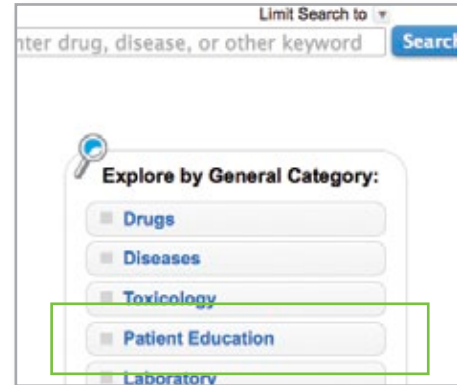 Limit Search to
nter drug, disease, or other keyword Search
Explore by General Category:
Drugs
Diseases
Toxicology
Patient Education
Laboratory